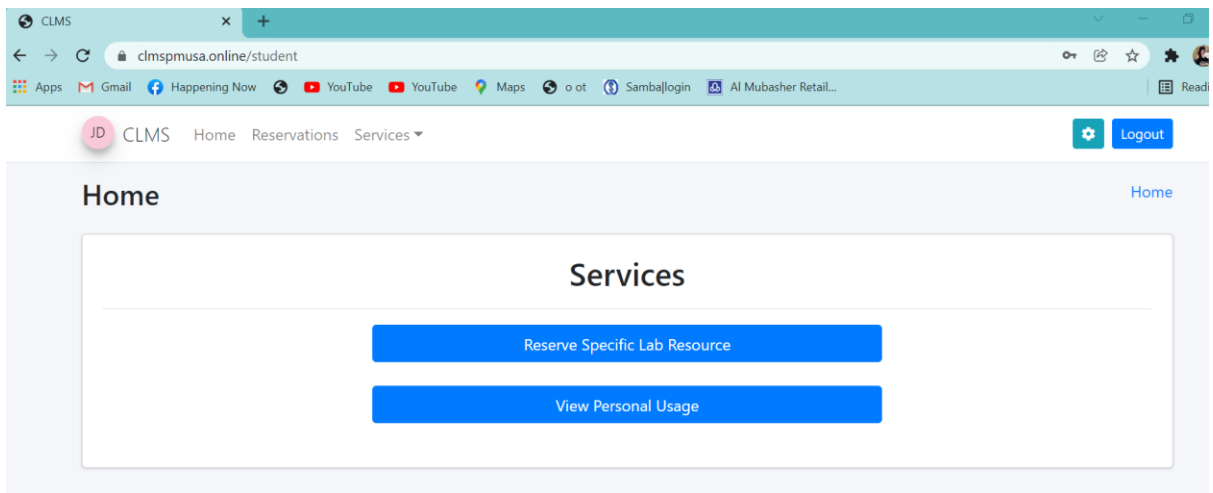 CLMS
clmspmusa.online/student
Apps Gmail Happening Now YouTube YouTube Maps o ot Samba|login Al Mubasher Retail...
JD CLMS Home Reservations Services Logout
Home Home
Services
Reserve Specific Lab Resource
View Personal Usage